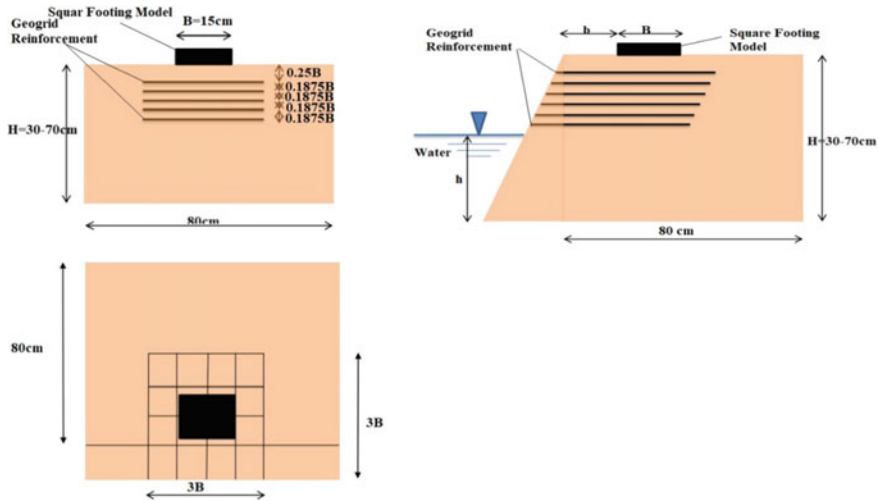 Squar Footing Model
Geogrid
Reinforcement
B=15cm
0.25B
0.1875B
0.1875B
0.1875B
0.1875B
H=30-70cm
80cm
Geogrid
Reinforcement
h
B
Square Footing
Model
Water
h
H=30-70cm
80 cm
80cm
3B
3B